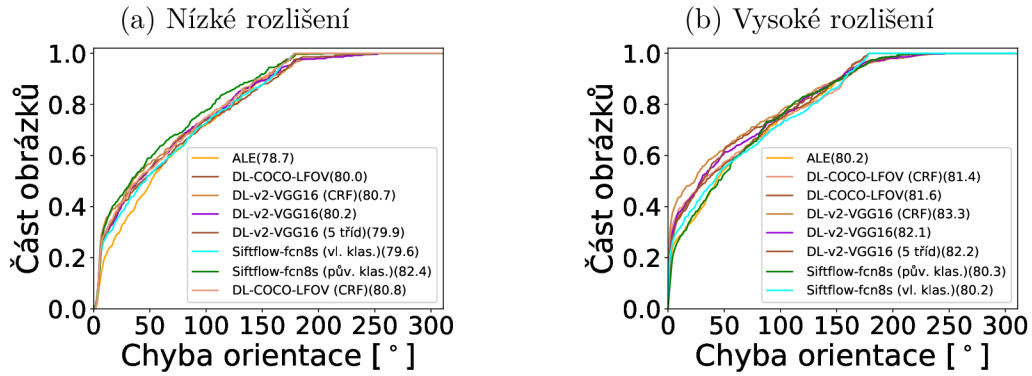 (a) Nízké rozlišení
1.0
0.8
0.6
0.4
0.2
0.0
Část obrázků
ALE(78.7)
DL-COCO-LFOV(80.0)
DL-v2-VGG16 (CRF)(80.7)
DL-v2-VGG16(80.2)
DL-v2-VGG16 (5 tříd)(79.9)
Siftflow-fcn8s (vl. klas.)(79.6)
Siftflow-fcn8s (pův. klas.)(82.4)
DL-COCO-LFOV (CRF)(80.8)
0 50 100 150 200 250 300
Chyba orientace [°]
(b) Vysoké rozlišení
1.0
0.8
0.6
0.4
0.2
0.0
Část obrázků
ALE(80.2)
DL-COCO-LFOV (CRF)(81.4)
DL-COCO-LFOV(81.6)
DL-v2-VGG16 (CRF)(83.3)
DL-v2-VGG16(82.1)
DL-v2-VGG16 (5 tříd)(82.2)
Siftflow-fcn8s (pův. klas.)(80.3)
Siftflow-fcn8s (vl. klas.)(80.2)
0 50 100 150 200 250 300
Chyba orientace [°]